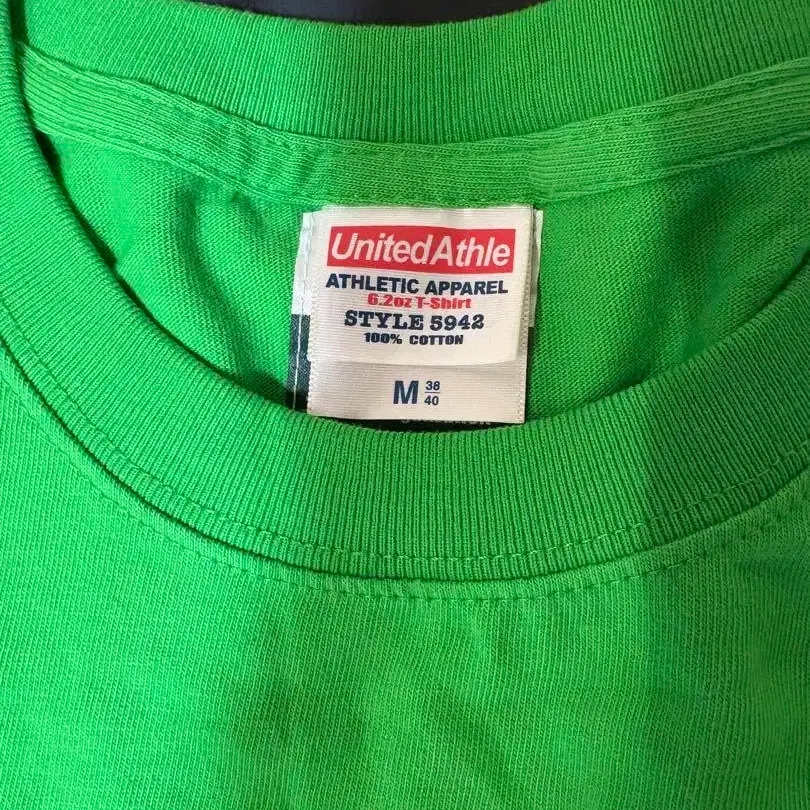 UnitedAthle
ATHLETIC APPAREL
6.2oz T-Shirt
STYLE 5942
100% COTTON
M 38
40